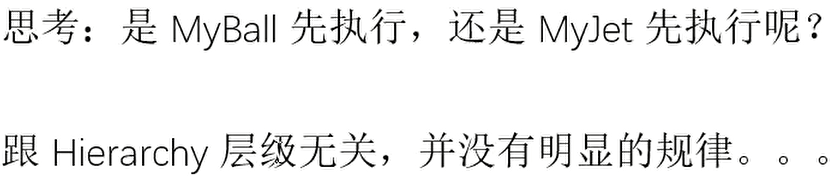 思考：是 MyBall 先执行，还是 MyJet 先执行呢？
跟 Hierarchy 层级无关，并没有明显的规律。。。